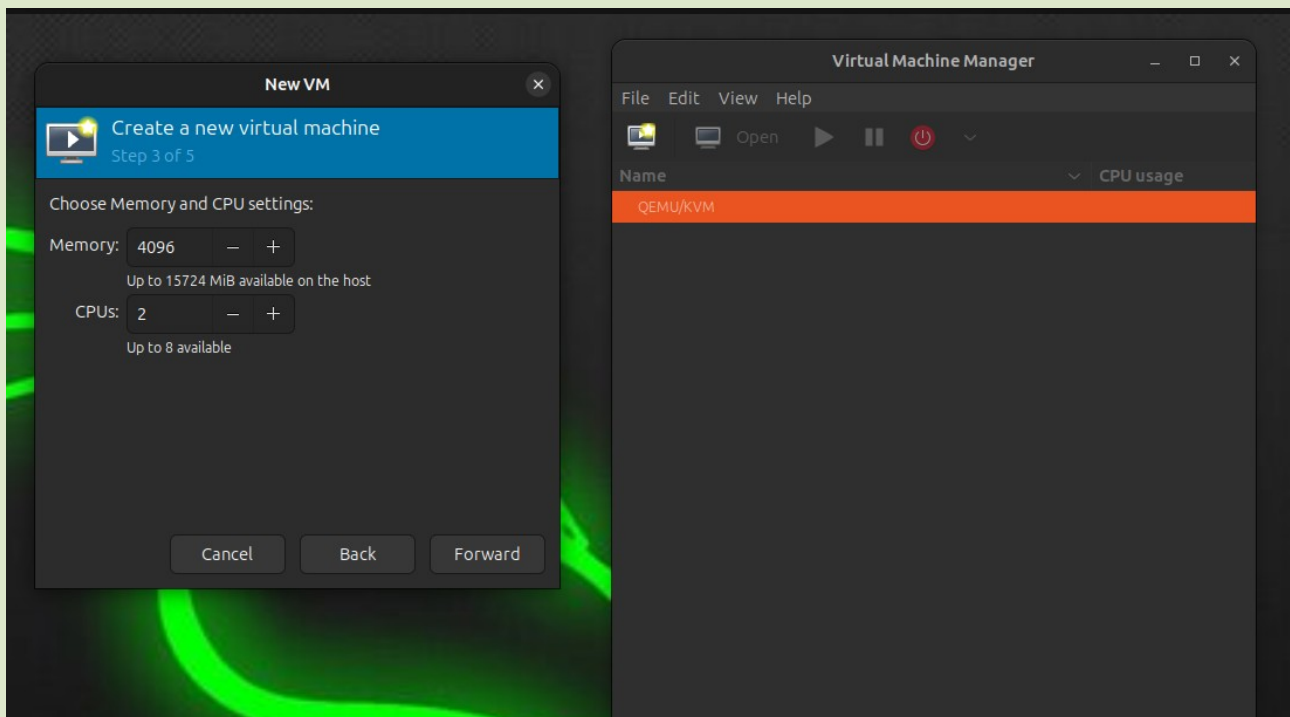 New VM
Create a new virtual machine
Step 3 of 5
Choose Memory and CPU settings:
Memory: 4096 − +
Up to 15724 MiB available on the host
CPUs: 2 − +
Up to 8 available
Cancel Back Forward
Virtual Machine Manager
File Edit View Help
Open
Name CPU usage
QEMU/KVM